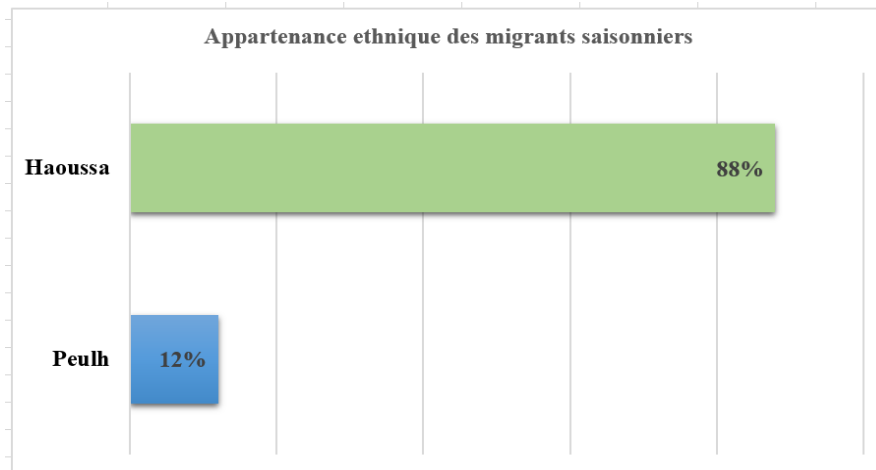 Appartenance ethnique des migrants saisonniers
Haoussa
88%
Peulh
12%